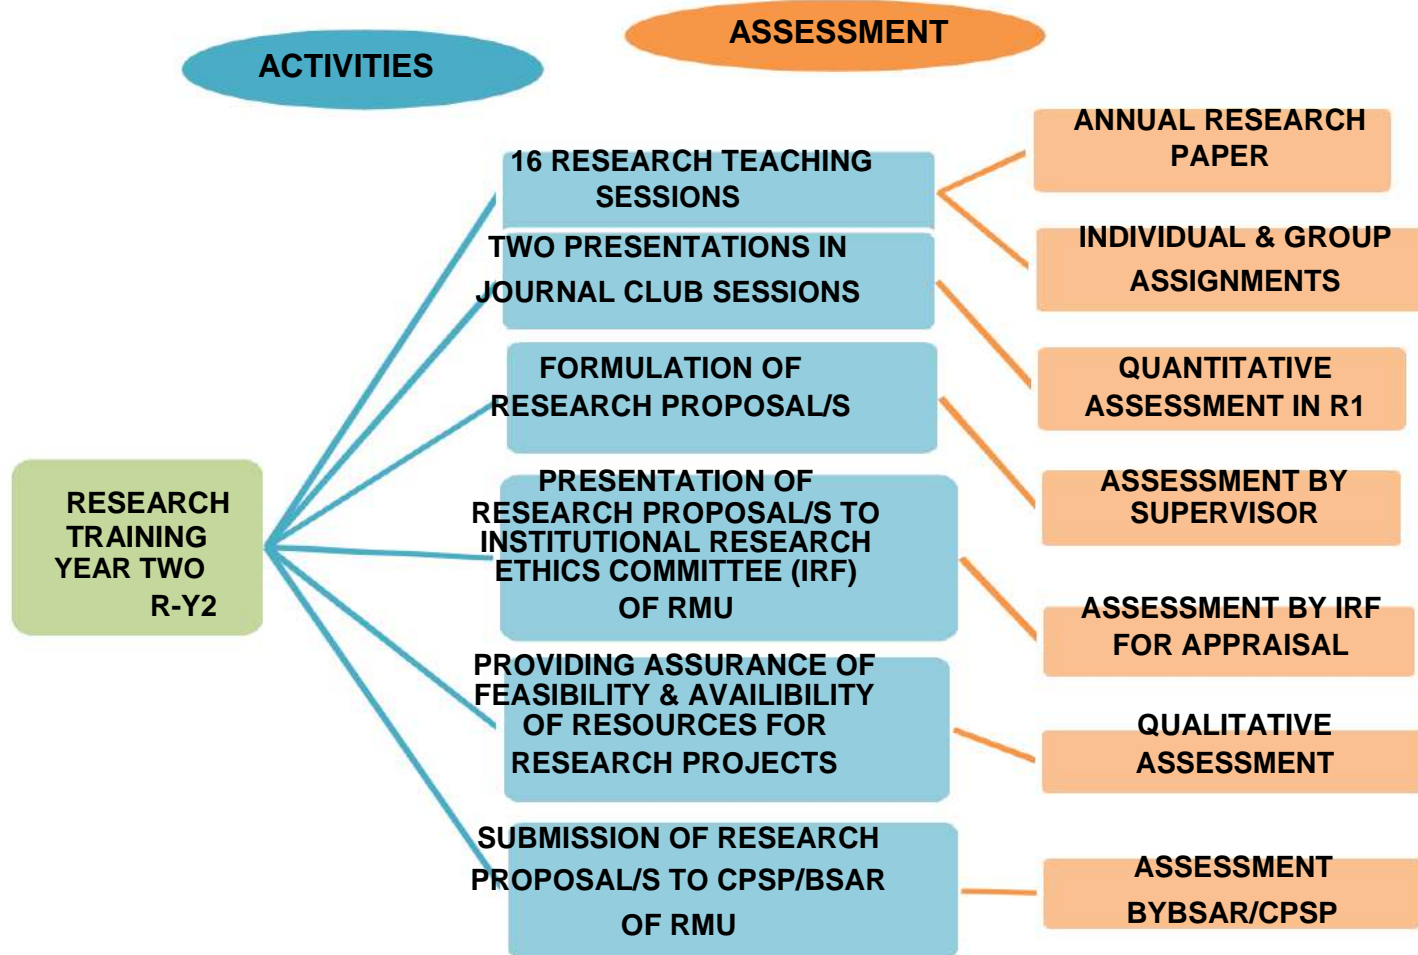 ACTIVITIES
ASSESSMENT
RESEARCH
TRAINING
YEAR TWO
R-Y2
16 RESEARCH TEACHING
SESSIONS
TWO PRESENTATIONS IN
JOURNAL CLUB SESSIONS
FORMULATION OF
RESEARCH PROPOSAL/S
PRESENTATION OF
RESEARCH PROPOSAL/S TO
INSTITUTIONAL RESEARCH
ETHICS COMMITTEE (IRF)
OF RMU
PROVIDING ASSURANCE OF
FEASIBILITY & AVAILIBILITY
OF RESOURCES FOR
RESEARCH PROJECTS
SUBMISSION OF RESEARCH
PROPOSAL/S TO CPSP/BSAR
OF RMU
ANNUAL RESEARCH
PAPER
INDIVIDUAL & GROUP
ASSIGNMENTS
QUANTITATIVE
ASSESSMENT IN R1
ASSESSMENT BY
SUPERVISOR
ASSESSMENT BY IRF
FOR APPRAISAL
QUALITATIVE
ASSESSMENT
ASSESSMENT
BYBSAR/CPSP